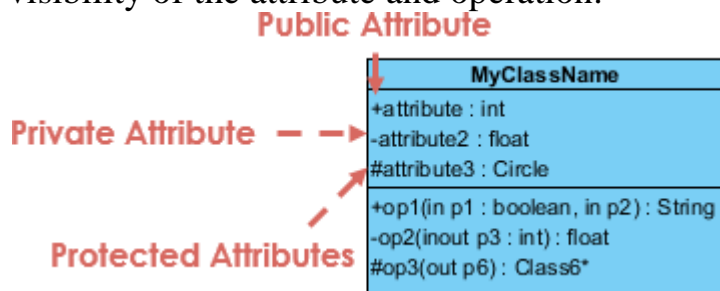 visibility of the attribute and operation.
Public Attribute
MyClassName
+attribute : int
Private Attribute
-attribute2 : float
#attribute3 : Circle
+op1(in p1 : boolean, in p2) : String
-op2(inout p3 : int) : float
Protected Attributes
#op3(out p6) : Class6*